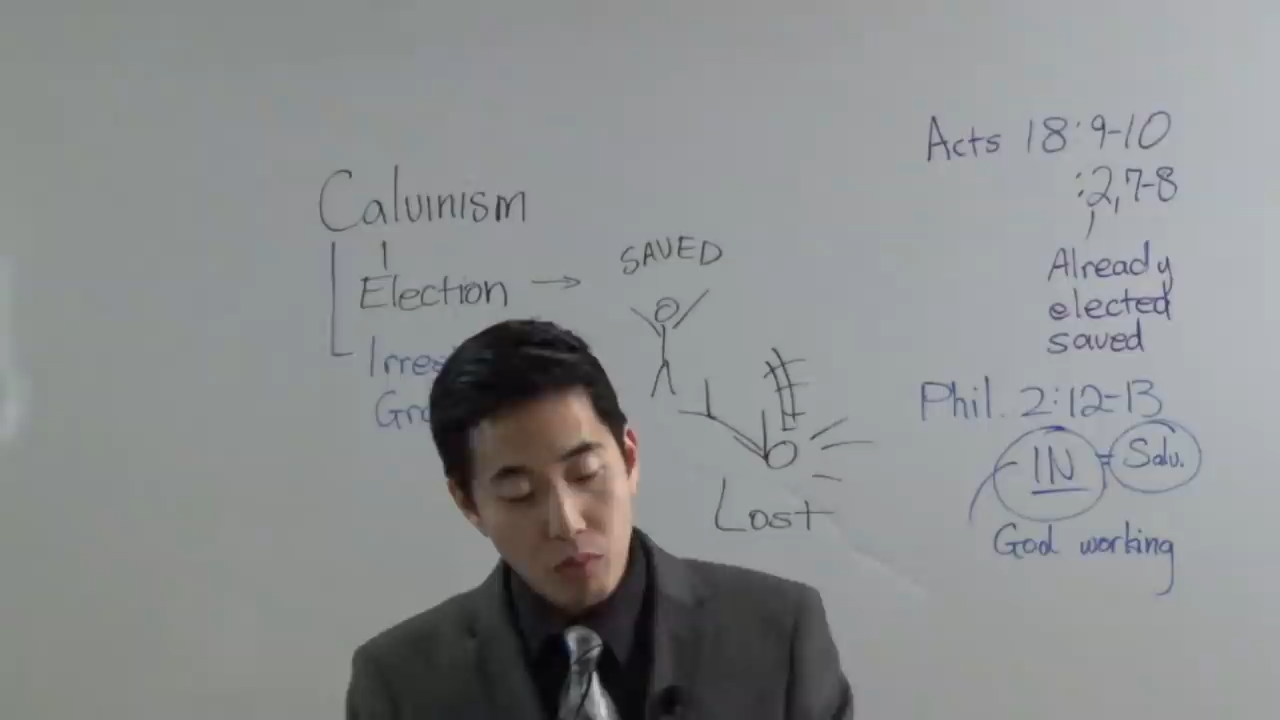 Calvinism
Election →
SAVED
Lost
Acts 18:9-10
:2,7-8
Already
elected
saved
Phil. 2:12-13
IN = Salv.
God working